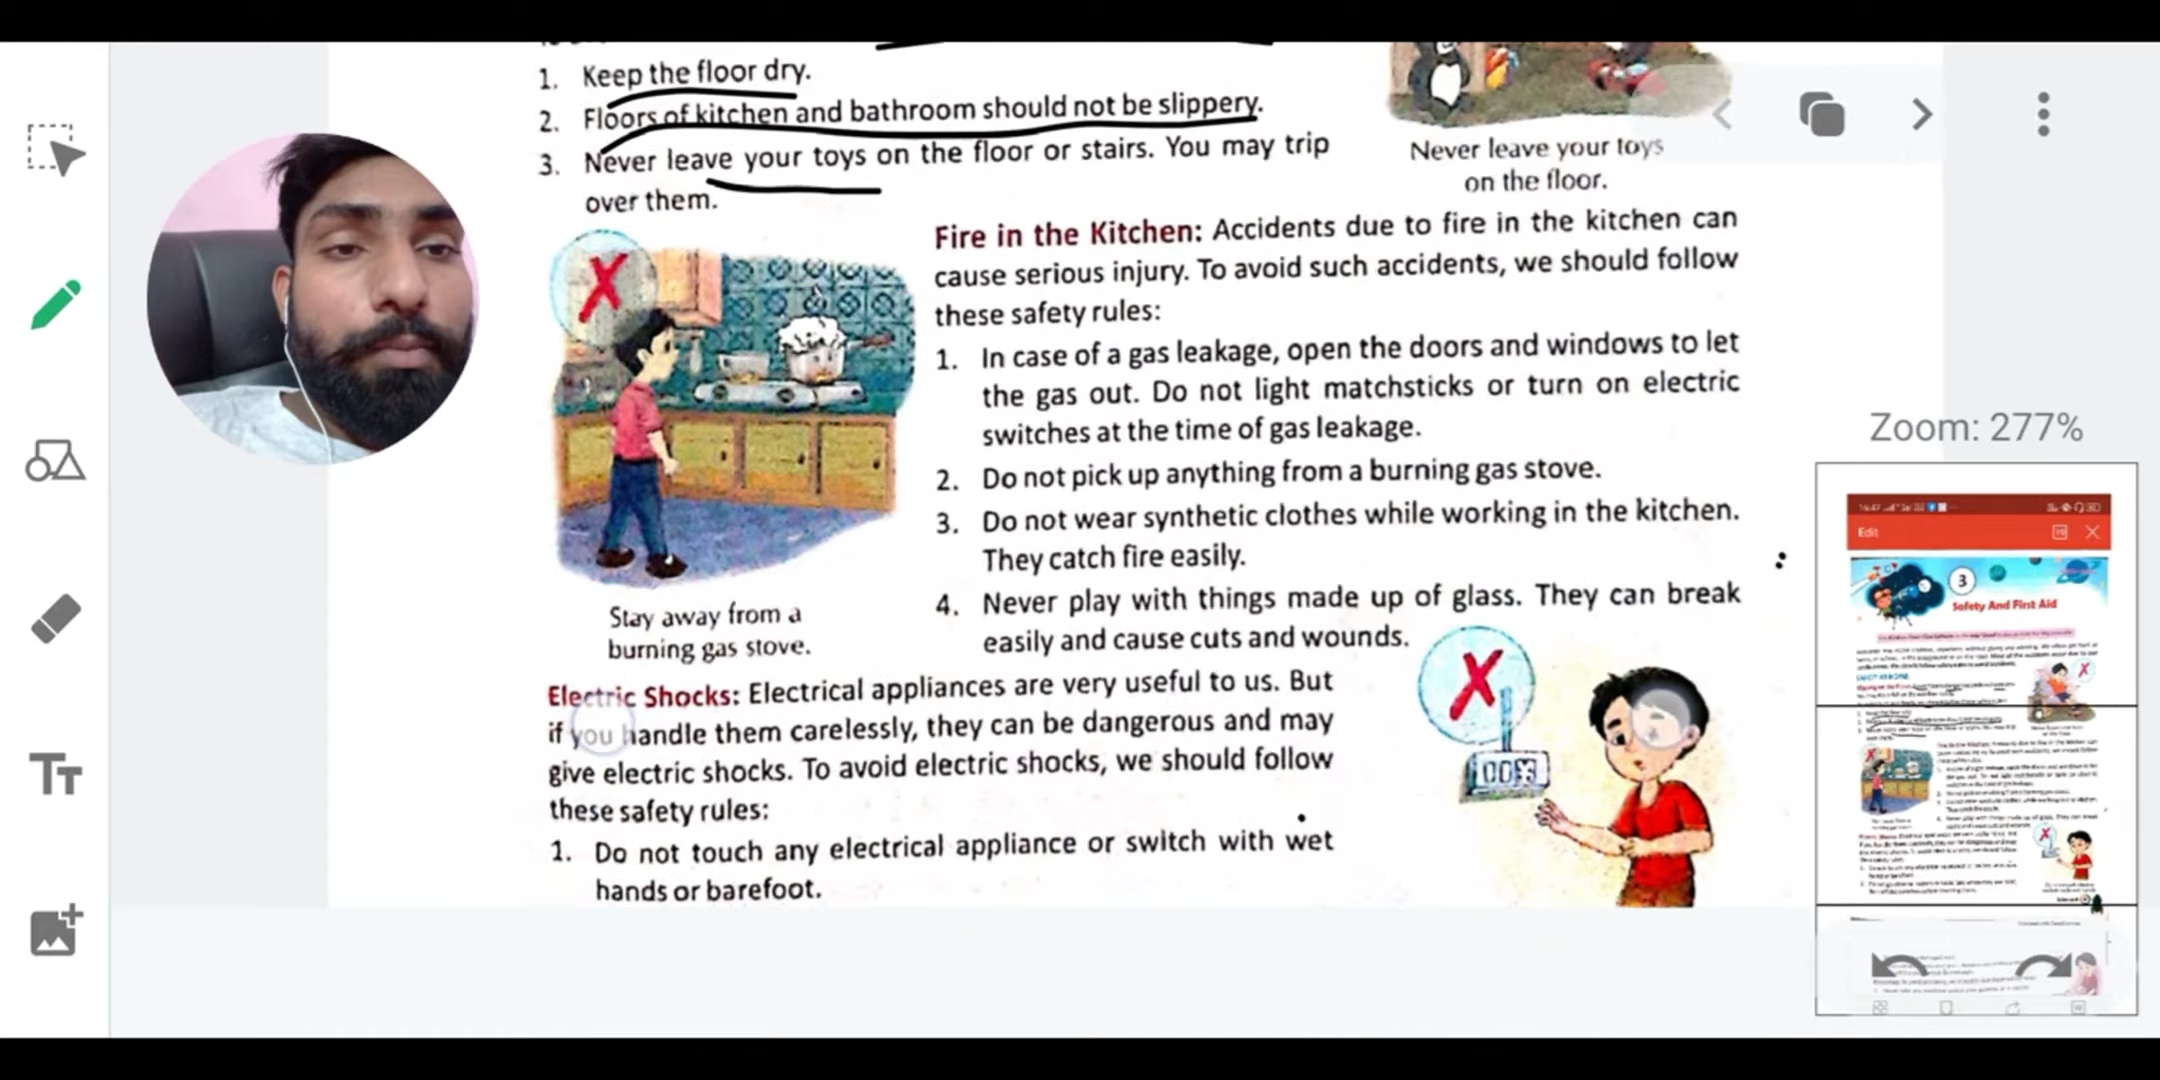 1. Keep the floor dry.
2. Floors of kitchen and bathroom should not be slippery.
3. Never leave your toys on the floor or stairs. You may trip
over them.
Never leave your toys
on the floor.
Fire in the Kitchen: Accidents due to fire in the kitchen can
cause serious injury. To avoid such accidents, we should follow
these safety rules:
1. In case of a gas leakage, open the doors and windows to let
the gas out. Do not light matchsticks or turn on electric
switches at the time of gas leakage.
2. Do not pick up anything from a burning gas stove.
3. Do not wear synthetic clothes while working in the kitchen.
They catch fire easily.
4. Never play with things made up of glass. They can break
easily and cause cuts and wounds.
Stay away from a
burning gas stove.
Electric Shocks: Electrical appliances are very useful to us. But
if you handle them carelessly, they can be dangerous and may
give electric shocks. To avoid electric shocks, we should follow
these safety rules:
1. Do not touch any electrical appliance or switch with wet
hands or barefoot.
Zoom: 277%
Edit
3
Safety And First Aid